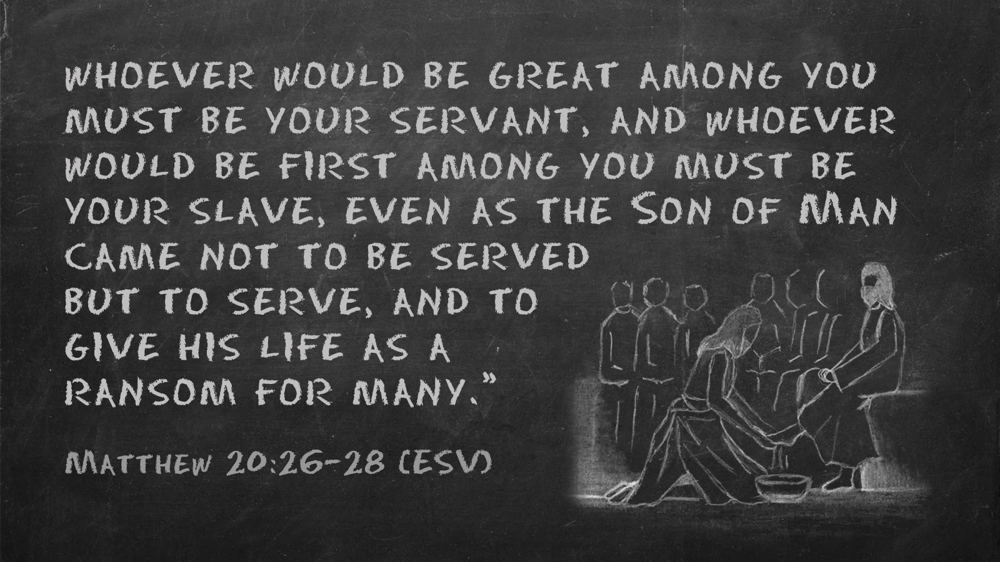 whoever would be great among you
must be your servant, and whoever
would be first among you must be
your slave, even as the Son of Man
came not to be served
but to serve, and to
give his life as a
ransom for many.”
Matthew 20:26-28 (ESV)